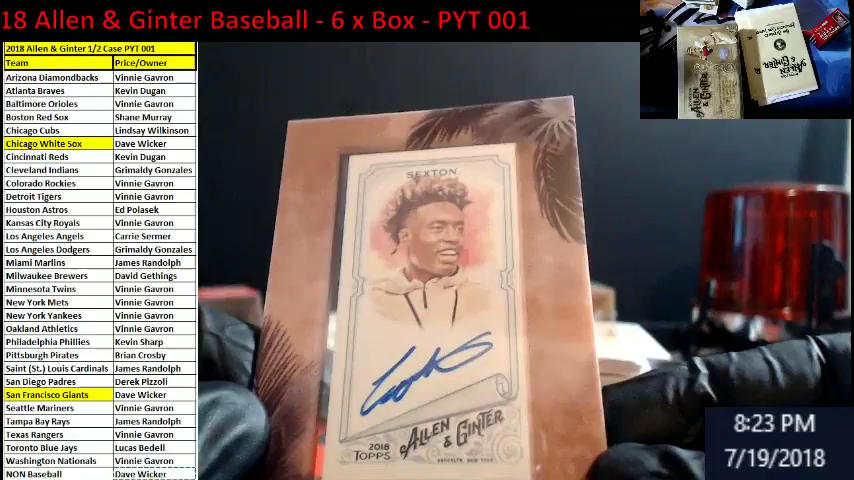 18 Allen & Ginter Baseball - 6 x Box - PYT 001
2018 Allen & Ginter 1/2 Case PYT 001
Team Price/Owner
Arizona Diamondbacks Vinnie Gavron
Atlanta Braves Kevin Dugan
Baltimore Orioles Vinnie Gavron
Boston Red Sox Shane Murray
Chicago Cubs Lindsay Wilkinson
Chicago White Sox Dave Wicker
Cincinnati Reds Kevin Dugan
Cleveland Indians Grimaldy Gonzales
Colorado Rockies Vinnie Gavron
Detroit Tigers Vinnie Gavron
Houston Astros Ed Polasek
Kansas City Royals Vinnie Gavron
Los Angeles Angels Carrie Sermer
Los Angeles Dodgers Grimaldy Gonzales
Miami Marlins James Randolph
Milwaukee Brewers David Gethings
Minnesota Twins Vinnie Gavron
New York Mets Vinnie Gavron
New York Yankees Vinnie Gavron
Oakland Athletics Vinnie Gavron
Philadelphia Phillies Kevin Sharp
Pittsburgh Pirates Brian Crosby
Saint (St.) Louis Cardinals James Randolph
San Diego Padres Derek Pizzoli
San Francisco Giants Dave Wicker
Seattle Mariners Vinnie Gavron
Tampa Bay Rays James Randolph
Texas Rangers Vinnie Gavron
Toronto Blue Jays Lucas Bedell
Washington Nationals Vinnie Gavron
NON Baseball Dave Wicker
SEXTON
2018
TOPPS
ALLEN & GINTER
BROOKLYN, NEW YORK
ALLEN & GINTER
ALLEN & GINTER
8:23 PM
7/19/2018